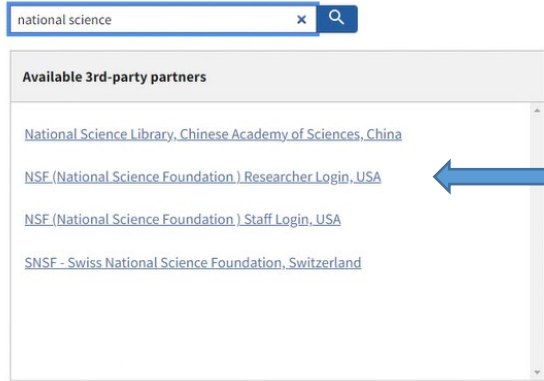 national science
Available 3rd-party partners
National Science Library, Chinese Academy of Sciences, China
NSF (National Science Foundation ) Researcher Login, USA
NSF (National Science Foundation ) Staff Login, USA
SNSF - Swiss National Science Foundation, Switzerland